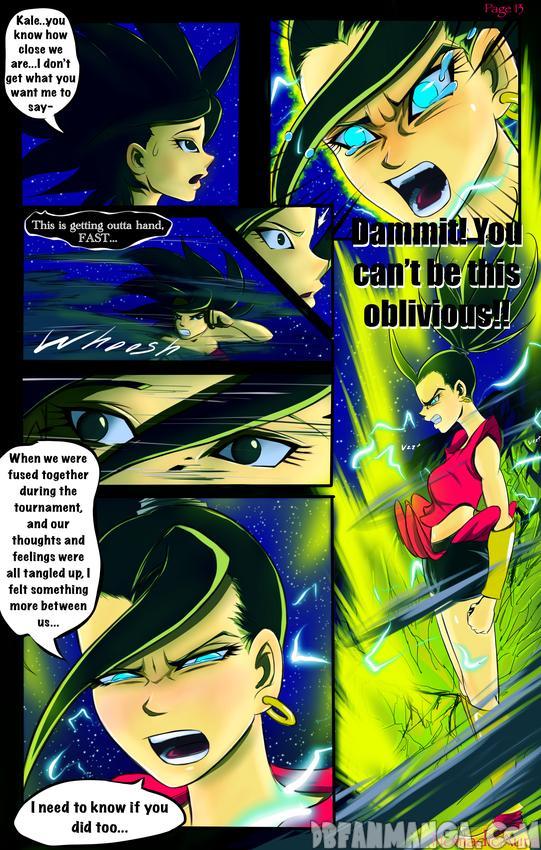 Page 13
Kale..you
know how
close we
are...I don't
get what you
want me to
say-
This is getting outta hand,
FAST...
Dammit! You
can't be this
oblivious!!
Whoosh
Vzz
When we were
fused together
during the
tournament,
and our
thoughts and
feelings were
all tangled up, I
felt something
more between
us...
I need to know if you
did too...
DBFANMANGA.COM